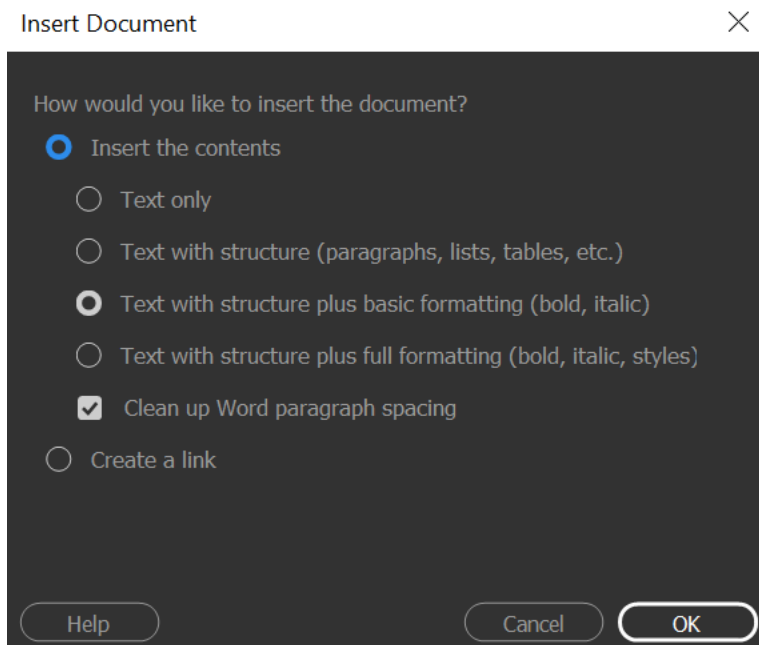 Insert Document
How would you like to insert the document?
Insert the contents
Text only
Text with structure (paragraphs, lists, tables, etc.)
Text with structure plus basic formatting (bold, italic)
Text with structure plus full formatting (bold, italic, styles)
Clean up Word paragraph spacing
Create a link
Help Cancel OK